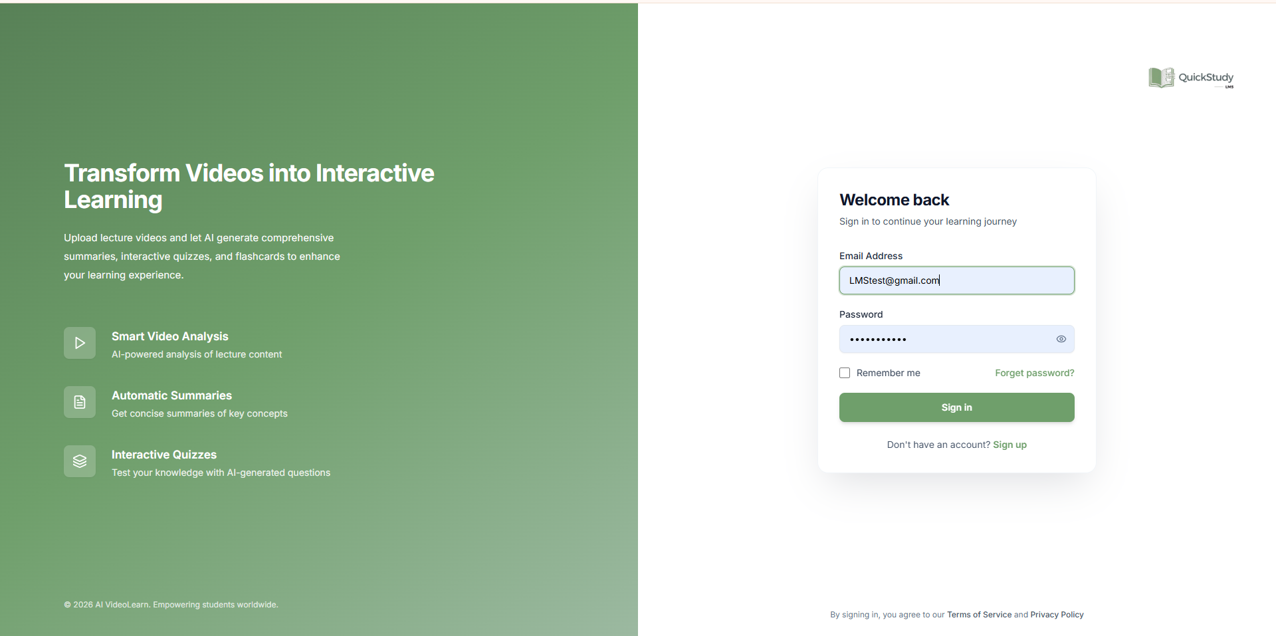 Transform Videos into Interactive
Learning
Upload lecture videos and let AI generate comprehensive
summaries, interactive quizzes, and flashcards to enhance
your learning experience.
Smart Video Analysis
AI-powered analysis of lecture content
Automatic Summaries
Get concise summaries of key concepts
Interactive Quizzes
Test your knowledge with AI-generated questions
© 2026 AI VideoLearn. Empowering students worldwide.
QuickStudy
LMS
Welcome back
Sign in to continue your learning journey
Email Address
LMStest@gmail.com
Password
•••••••••••
Remember me
Forget password?
Sign in
Don't have an account? Sign up
By signing in, you agree to our Terms of Service and Privacy Policy